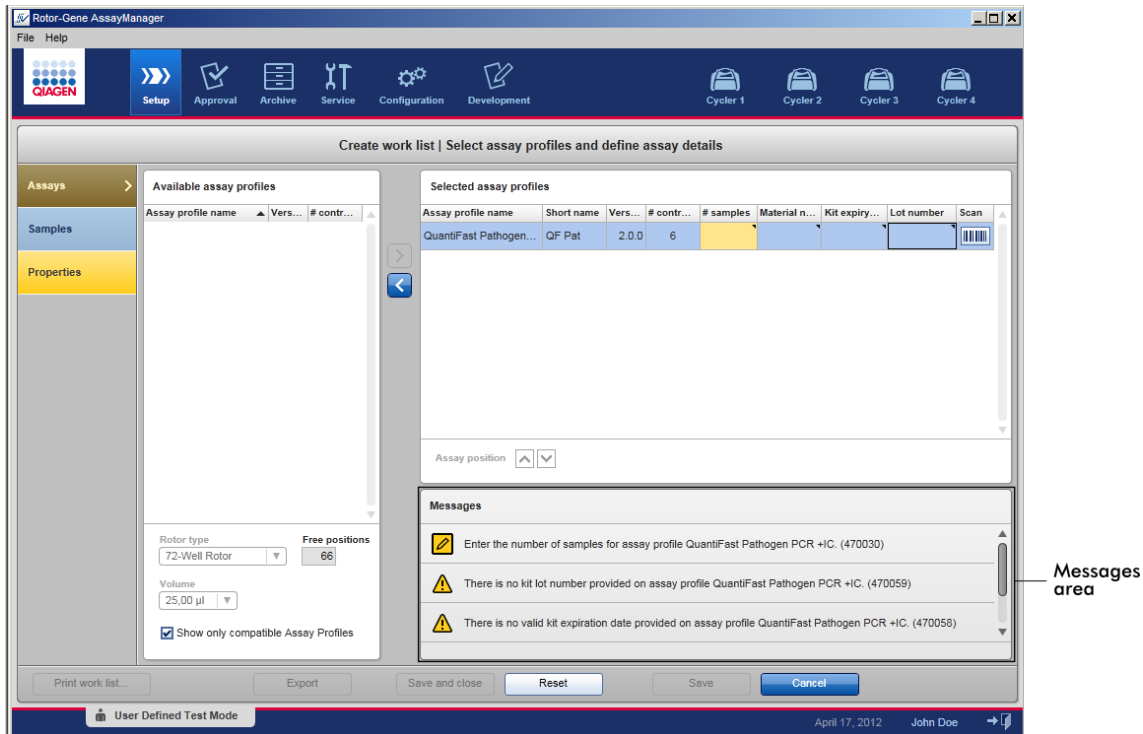 Rotor-Gene AssayManager
File Help
QIAGEN
Setup Approval Archive Service Configuration Development Cycler 1 Cycler 2 Cycler 3 Cycler 4
Create work list | Select assay profiles and define assay details
Assays
Samples
Properties
Available assay profiles
Assay profile name Vers... # contr...
Selected assay profiles
Assay profile name Short name Vers... # contr... # samples Material n... Kit expiry... Lot number Scan
QuantiFast Pathogen... QF Pat 2.0.0 6
Assay position
Rotor type Free positions
72-Well Rotor 66
Volume
25,00 µl
Show only compatible Assay Profiles
Messages
Enter the number of samples for assay profile QuantiFast Pathogen PCR +IC. (470030)
There is no kit lot number provided on assay profile QuantiFast Pathogen PCR +IC. (470059)
There is no valid kit expiration date provided on assay profile QuantiFast Pathogen PCR +IC. (470058)
Messages
area
Print work list... Export Save and close Reset Save Cancel
User Defined Test Mode April 17, 2012 John Doe